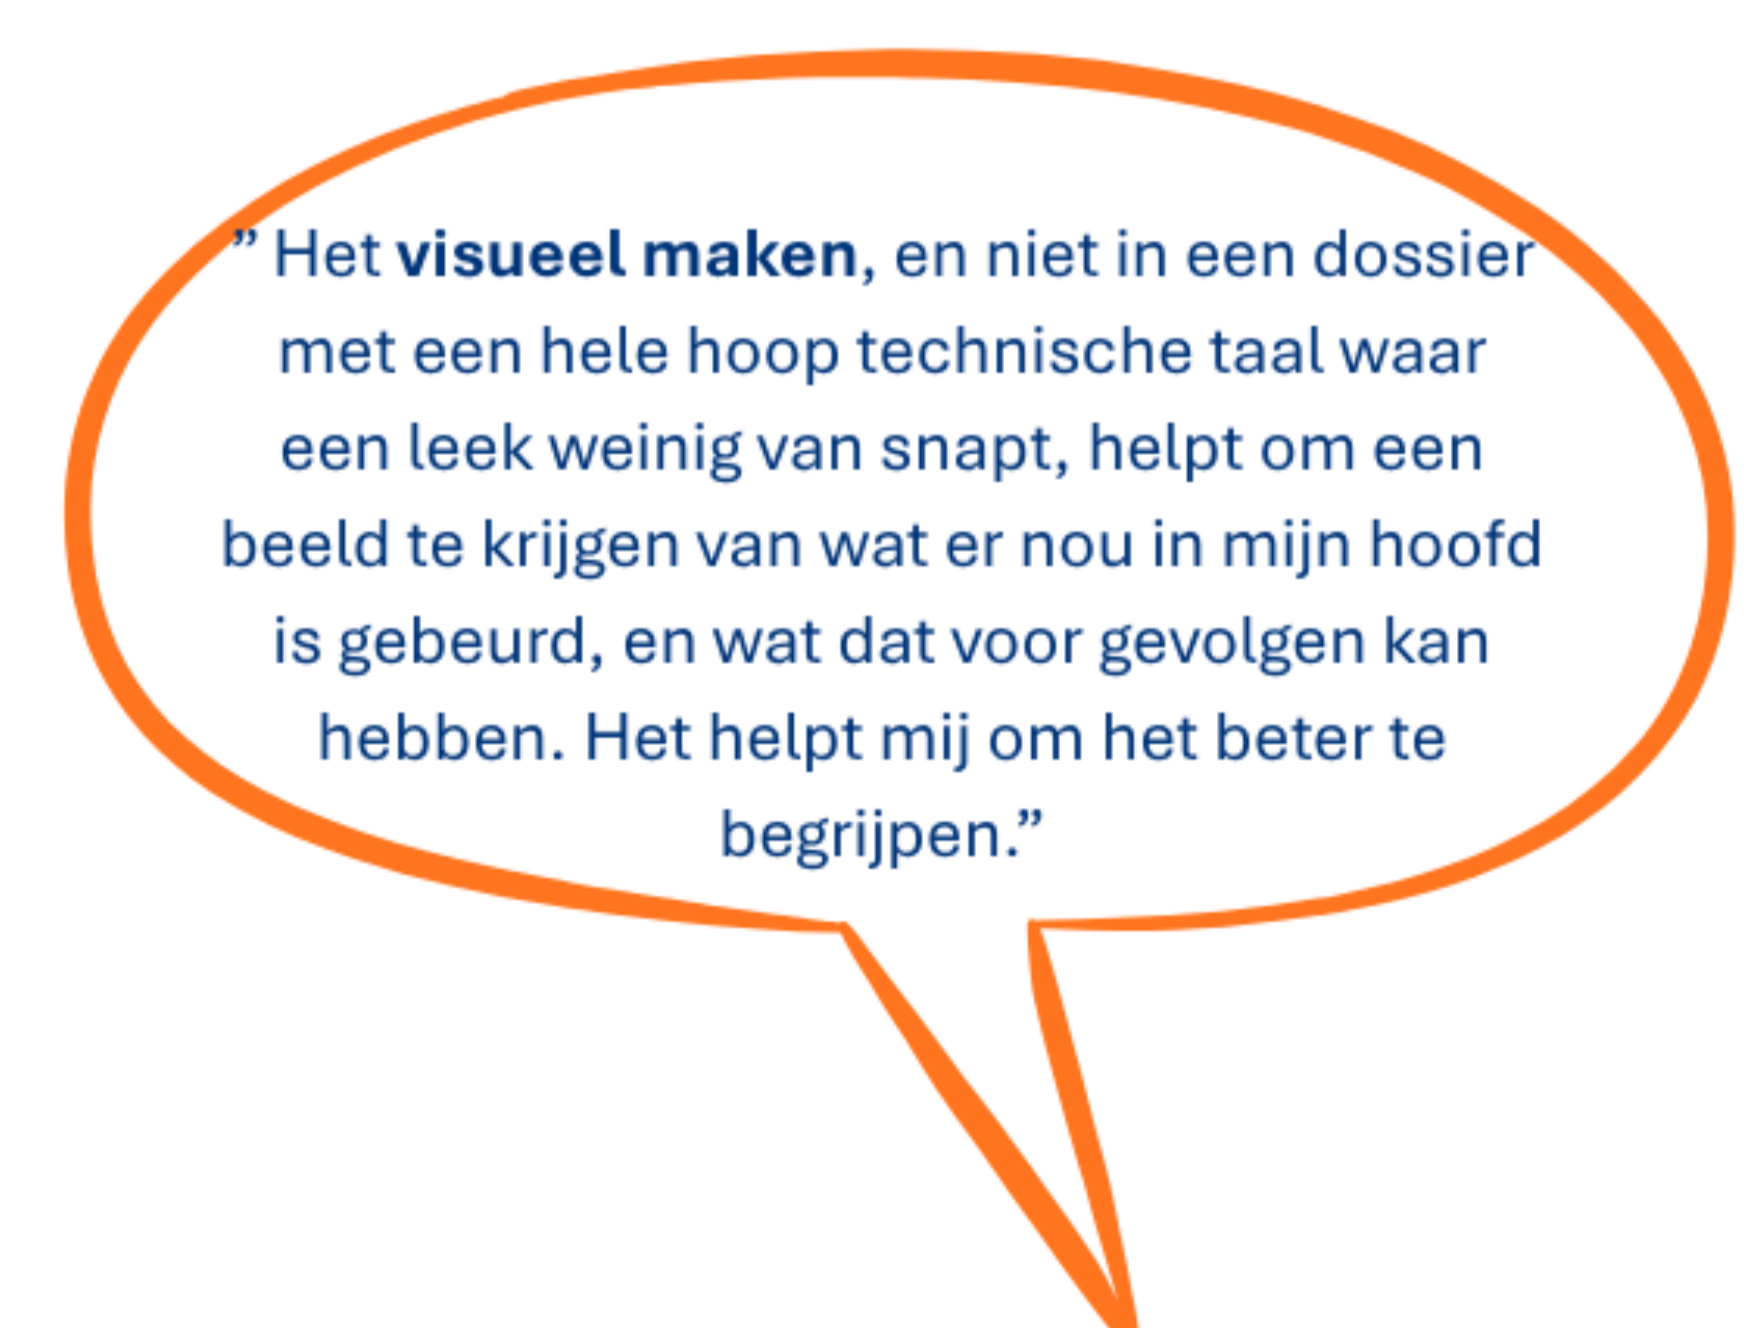 ” Het visueel maken, en niet in een dossier
met een hele hoop technische taal waar
een leek weinig van snapt, helpt om een
beeld te krijgen van wat er nou in mijn hoofd
is gebeurd, en wat dat voor gevolgen kan
hebben. Het helpt mij om het beter te
begrijpen.”